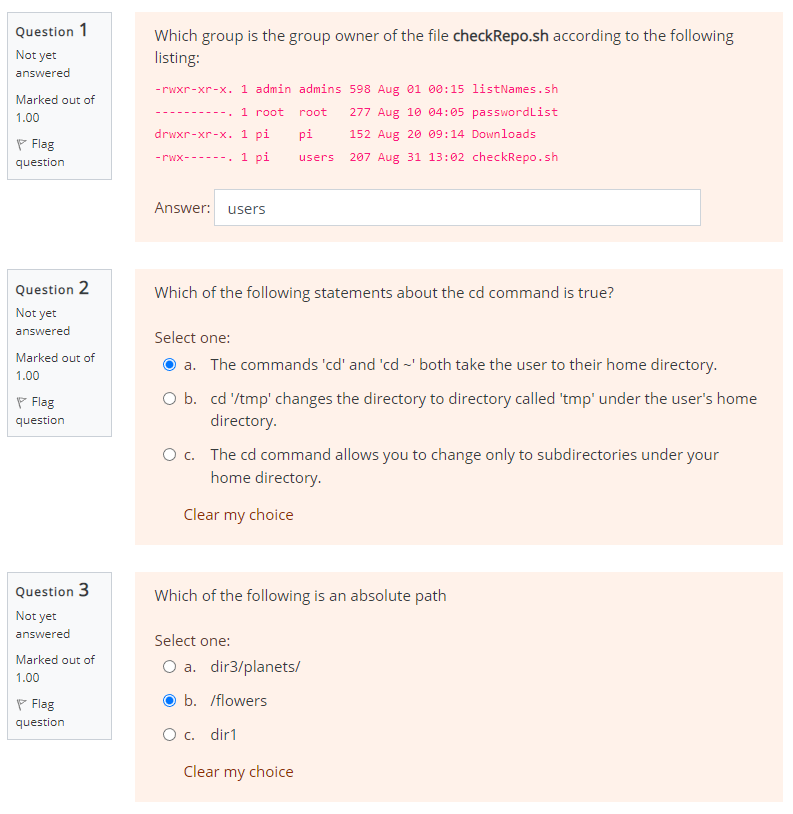 Question 1
Not yet
answered
Marked out of
1.00
Flag
question
Which group is the group owner of the file checkRepo.sh according to the following
listing:
-rwxr-xr-x. 1 admin admins 598 Aug 01 00:15 listNames.sh
----------. 1 root  root   277 Aug 10 04:05 passwordList
drwxr-xr-x. 1 pi    pi     152 Aug 20 09:14 Downloads
-rwx------. 1 pi    users  207 Aug 31 13:02 checkRepo.sh
Answer: users
Question 2
Not yet
answered
Marked out of
1.00
Flag
question
Which of the following statements about the cd command is true?
Select one:
a. The commands 'cd' and 'cd ~' both take the user to their home directory.
b. cd '/tmp' changes the directory to directory called 'tmp' under the user's home
directory.
c. The cd command allows you to change only to subdirectories under your
home directory.
Clear my choice
Question 3
Not yet
answered
Marked out of
1.00
Flag
question
Which of the following is an absolute path
Select one:
a. dir3/planets/
b. /flowers
c. dir1
Clear my choice